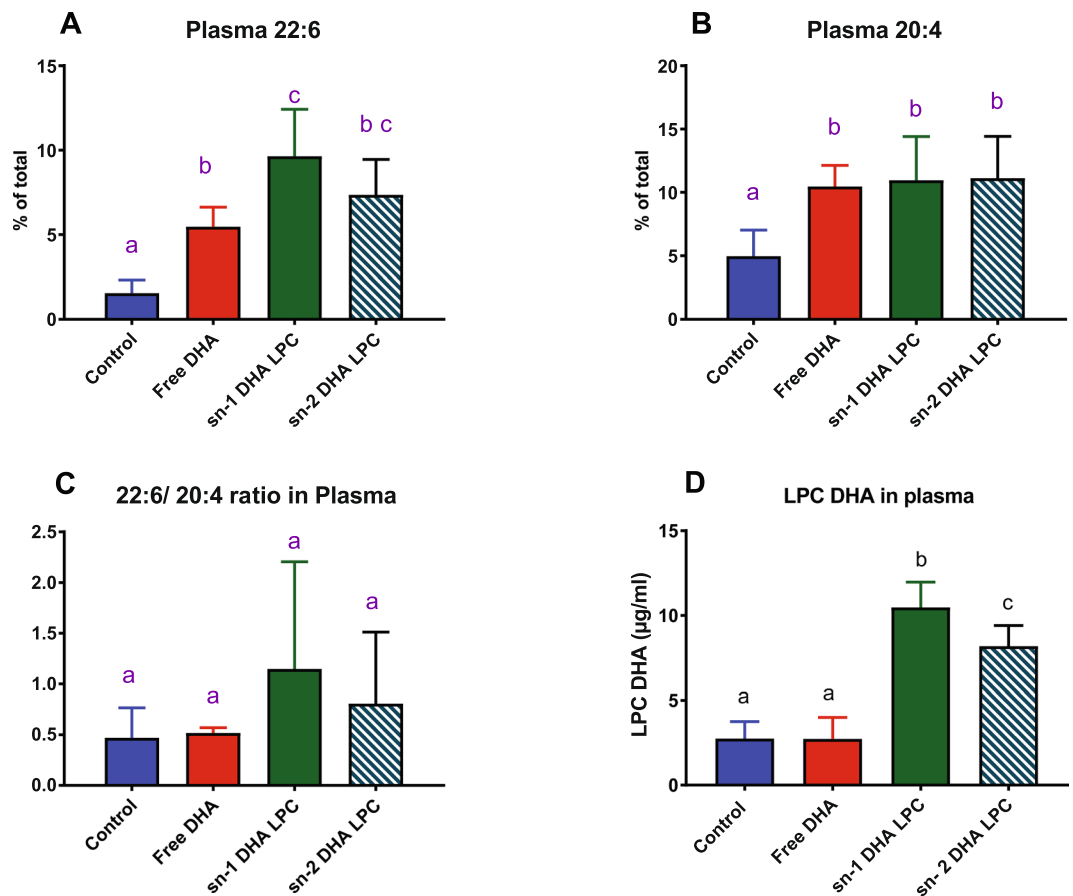 A
Plasma 22:6
% of total
15
10
5
0
a
b
c
b c
Control
Free DHA
sn-1 DHA LPC
sn-2 DHA LPC
B
Plasma 20:4
% of total
20
15
10
5
0
a
b
b
b
Control
Free DHA
sn-1 DHA LPC
sn-2 DHA LPC
C
22:6/ 20:4 ratio in Plasma
2.5
2.0
1.5
1.0
0.5
0.0
a
a
a
a
Control
Free DHA
sn-1 DHA LPC
sn-2 DHA LPC
D
LPC DHA in plasma
LPC DHA (µg/ml)
15
10
5
0
a
a
b
c
Control
Free DHA
sn-1 DHA LPC
sn- 2 DHA LPC